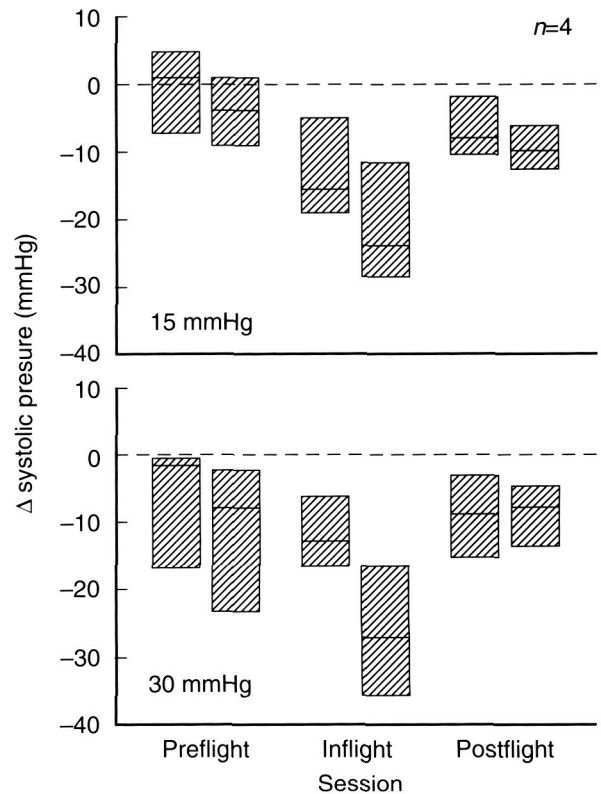 n=4
10
0
−10
−20
−30
−40
15 mmHg
10
0
−10
−20
−30
−40
30 mmHg
Δ systolic presure (mmHg)
Preflight Inflight Postflight
Session